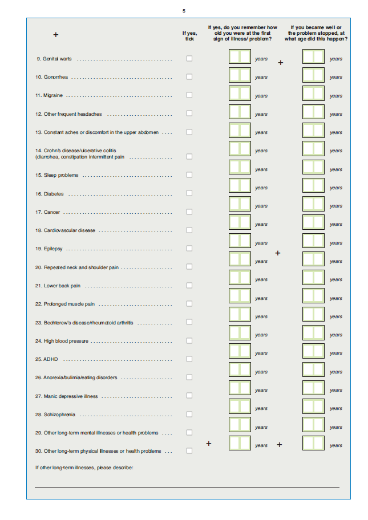 5
If yes, tick
If yes, do you remember how old you were at the first sign of illness/ problem?
If you became well or the problem stopped, at what age did this happen?
9. Genital warts years years
10. Gonorrhea years years
11. Migraine years years
12. Other frequent headaches years years
13. Constant aches or discomfort in the upper abdomen years years
14. Crohn's disease/ulcerative colitis
(diarrhea, constipation intermittent pain years years
15. Sleep problems years years
16. Diabetes years years
17. Cancer years years
18. Cardiovascular disease years years
19. Epilepsy years years
20. Repeated neck and shoulder pain years years
21. Lower back pain years years
22. Prolonged muscle pain years years
23. Bechterew's disease/rheumatoid arthritis years years
24. High blood pressure years years
25. ADHD years years
26. Anorexia/bulimia/eating disorders years years
27. Manic depressive illness years years
28. Schizophrenia years years
29. Other long-term mental illnesses or health problems years years
30. Other long-term physical illnesses or health problems years years
If other long-term illnesses, please describe: